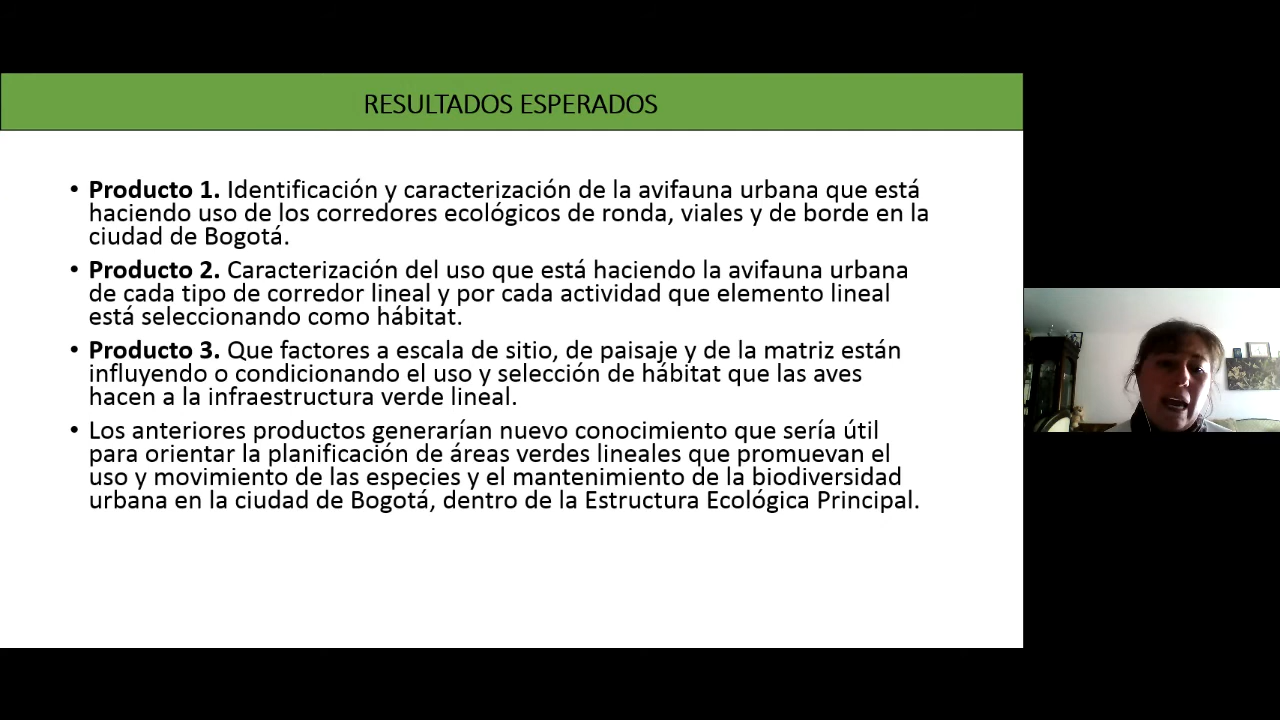 RESULTADOS ESPERADOS
• Producto 1. Identificación y caracterización de la avifauna urbana que está
haciendo uso de los corredores ecológicos de ronda, viales y de borde en la
ciudad de Bogotá.
• Producto 2. Caracterización del uso que está haciendo la avifauna urbana
de cada tipo de corredor lineal y por cada actividad que elemento lineal
está seleccionando como hábitat.
• Producto 3. Que factores a escala de sitio, de paisaje y de la matriz están
influyendo o condicionando el uso y selección de hábitat que las aves
hacen a la infraestructura verde lineal.
• Los anteriores productos generarían nuevo conocimiento que sería útil
para orientar la planificación de áreas verdes lineales que promuevan el
uso y movimiento de las especies y el mantenimiento de la biodiversidad
urbana en la ciudad de Bogotá, dentro de la Estructura Ecológica Principal.